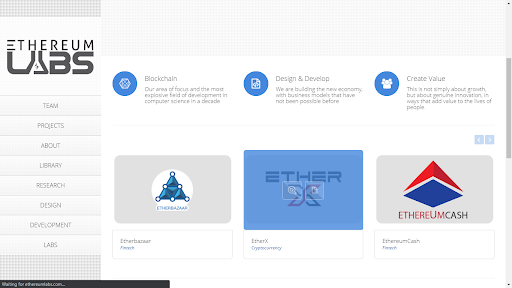 ETHEREUM
LABS
TEAM
PROJECTS
ABOUT
LIBRARY
RESEARCH
DESIGN
DEVELOPMENT
LABS
Blockchain
Our area of focus and the most
explosive field of development in
computer science in a decade.
Design & Develop
We are building the new economy,
with business models that have
not been possible before
Create Value
This is not simply about growth,
but about genuine innovation, in
ways that add value to the lives of
people
ETHERBAZAAR
Etherbazaar
Fintech
ETHER
X
EtherX
Cryptocurrency
ETHEREUMCASH
EthereumCash
Fintech
Waiting for ethereumlabs.com...